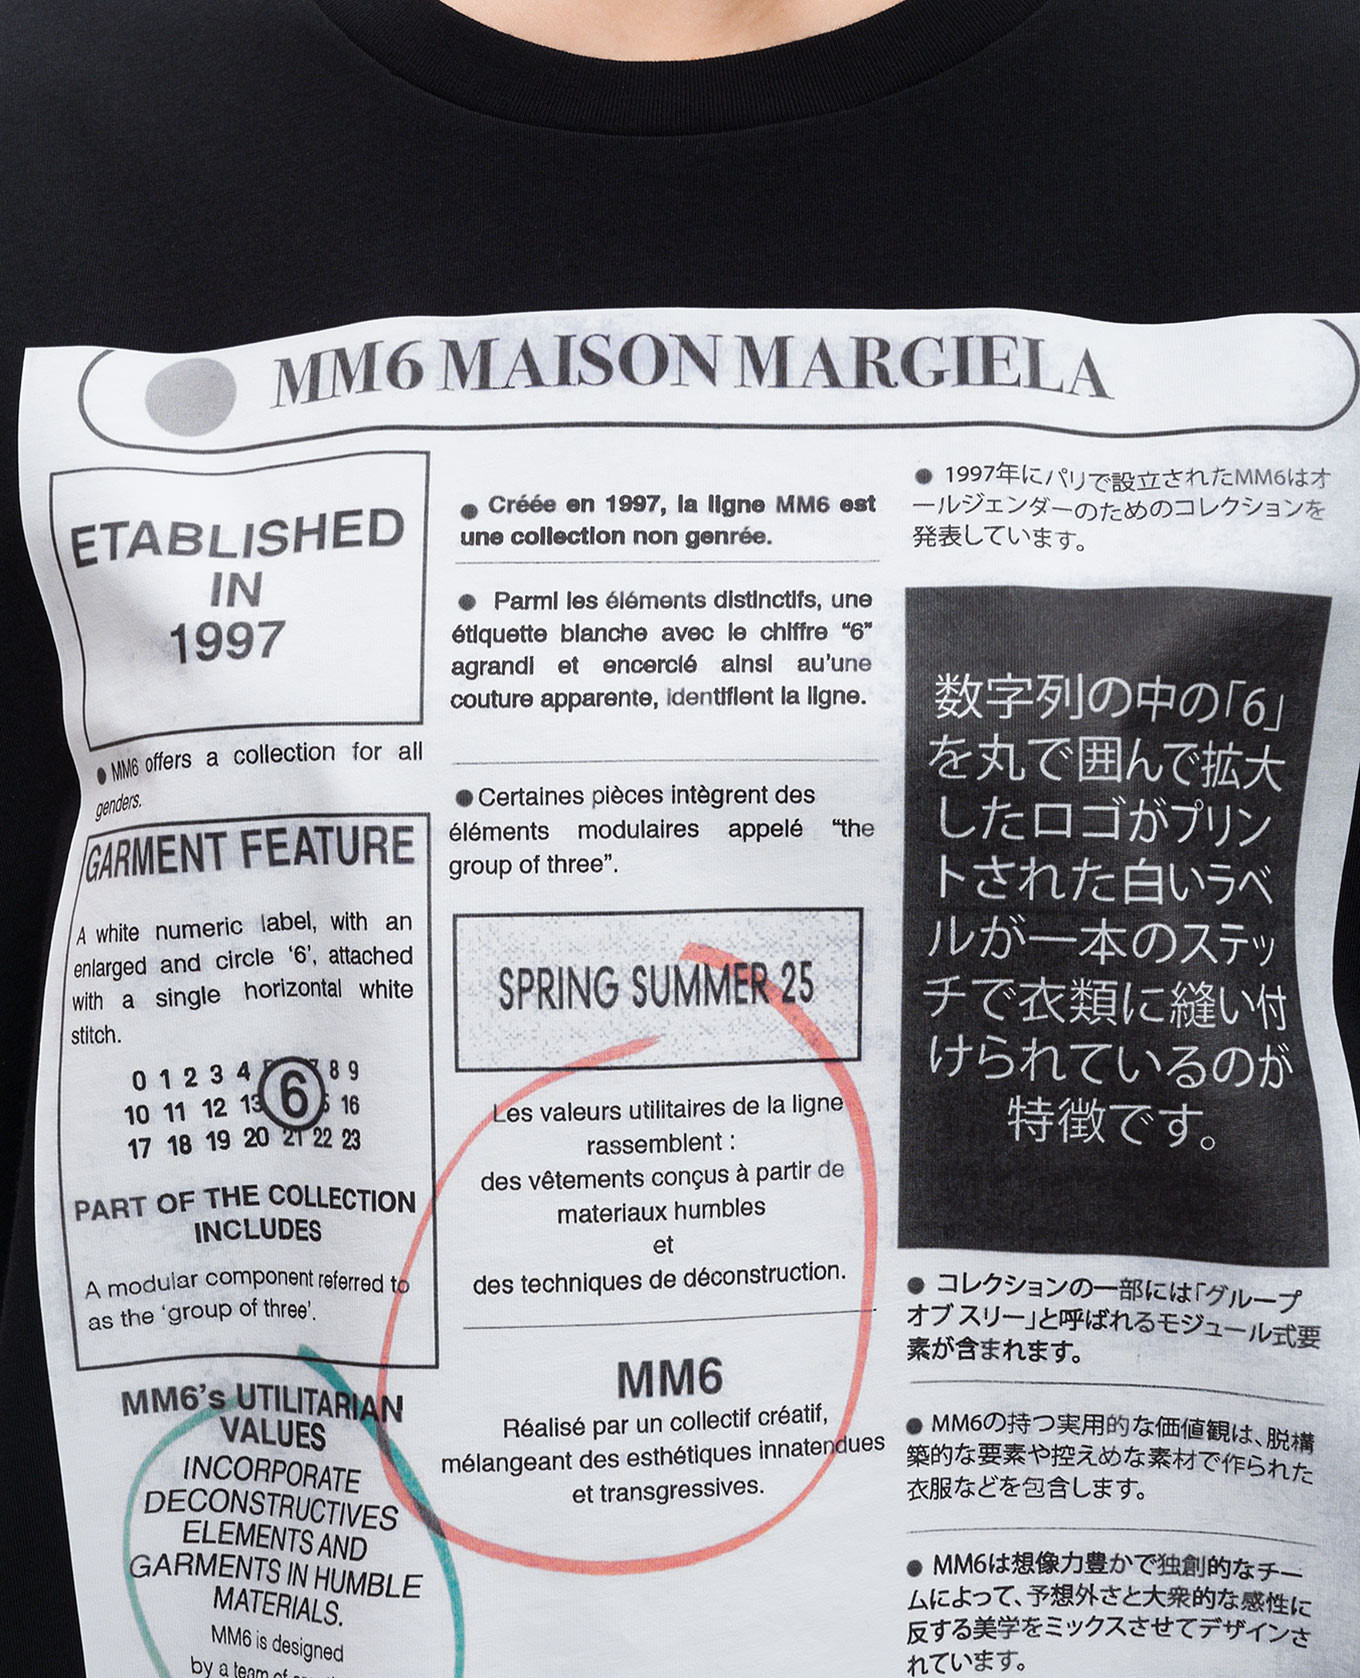 MM6 MAISON MARGIELA
ETABLISHED
IN
1997
● MM6 offers a collection for all
genders.
GARMENT FEATURE
A white numeric label, with an
enlarged and circle ‘6’, attached
with a single horizontal white
stitch.
0 1 2 3 4 6 8 9
10 11 12 13 16
17 18 19 20 21 22 23
PART OF THE COLLECTION
INCLUDES
A modular component referred to
as the ‘group of three’.
MM6’s UTILITARIAN
VALUES
INCORPORATE
DECONSTRUCTIVES
ELEMENTS AND
GARMENTS IN HUMBLE
MATERIALS.
MM6 is designed
by a team of
● Créée en 1997, la ligne MM6 est
une collection non genrée.
● Parmi les éléments distinctifs, une
étiquette blanche avec le chiffre “6”
agrandi et encerclé ainsi au’une
couture apparente, identifient la ligne.
● Certaines pièces intègrent des
éléments modulaires appelé “the
group of three”.
SPRING SUMMER 25
Les valeurs utilitaires de la ligne
rassemblent :
des vêtements conçus à partir de
materiaux humbles
et
des techniques de déconstruction.
MM6
Réalisé par un collectif créatif,
mélangeant des esthétiques innatendues
et transgressives.
● 1997年にパリで設立されたMM6はオ
ールジェンダーのためのコレクションを
発表しています。
数字列の中の「6」
を丸で囲んで拡大
したロゴがプリン
トされた白いラベ
ルが一本のステッ
チで衣類に縫い付
けられているのが
特徴です。
● コレクションの一部には「グループ
オブ スリー」と呼ばれるモジュール式要
素が含まれます。
● MM6の持つ実用的な価値観は、脱構
築的な要素や控えめな素材で作られた
衣服などを包含します。
● MM6は想像力豊かで独創的なチー
ムによって、予想外さと大衆的な感性に
反する美学をミックスさせてデザインさ
れています。